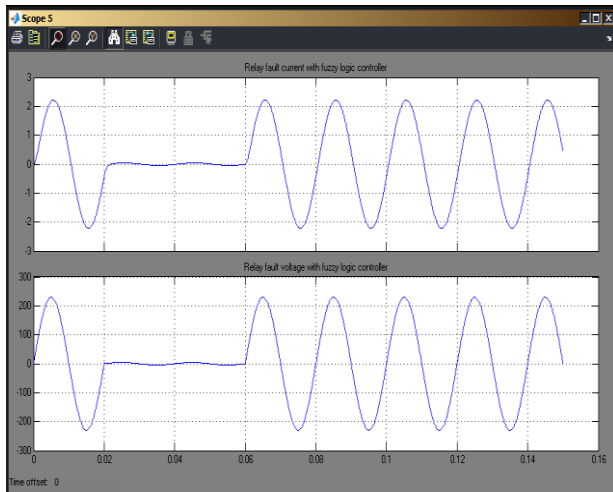 Scope 5
Relay fault current with fuzzy logic controller
3
2
1
0
-1
-2
-3
Relay fault voltage with fuzzy logic controller
300
200
100
0
-100
-200
-300
0 0.02 0.04 0.06 0.08 0.1 0.12 0.14 0.16
Time offset: 0